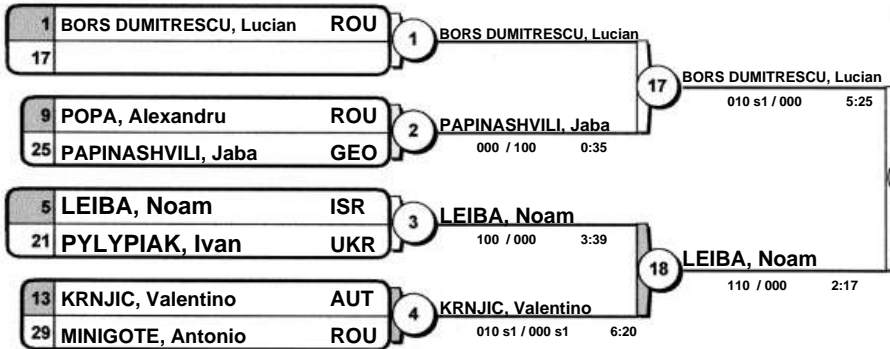 1 BORS DUMITRESCU, Lucian ROU
17
1
BORS DUMITRESCU, Lucian
9 POPA, Alexandru ROU
25 PAPINASHVILI, Jaba GEO
2
PAPINASHVILI, Jaba
000 / 100 0:35
17
BORS DUMITRESCU, Lucian
010 s1 / 000 5:25
5 LEIBA, Noam ISR
21 PYLYPIAK, Ivan UKR
3
LEIBA, Noam
100 / 000 3:39
13 KRNJIC, Valentino AUT
29 MINIGOTE, Antonio ROU
4
KRNJIC, Valentino
010 s1 / 000 s1 6:20
18
LEIBA, Noam
110 / 000 2:17